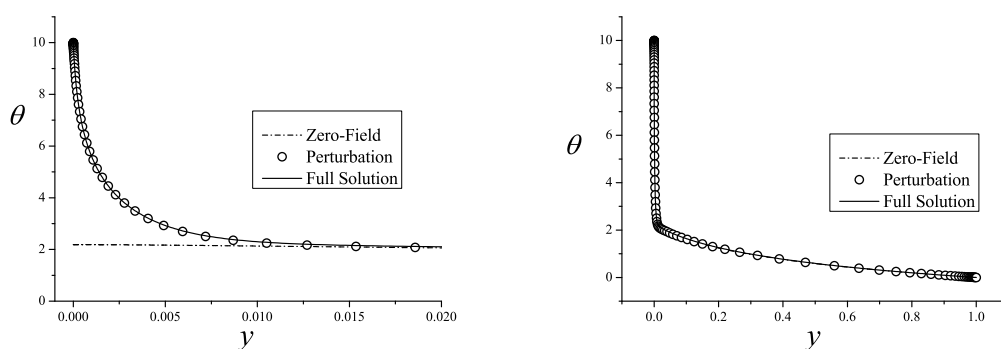 10
8
6
4
2
0
θ
0.000
0.005
0.010
0.015
0.020
y
Zero-Field
Perturbation
Full Solution
10
8
6
4
2
0
θ
0.0
0.2
0.4
0.6
0.8
1.0
y
Zero-Field
Perturbation
Full Solution